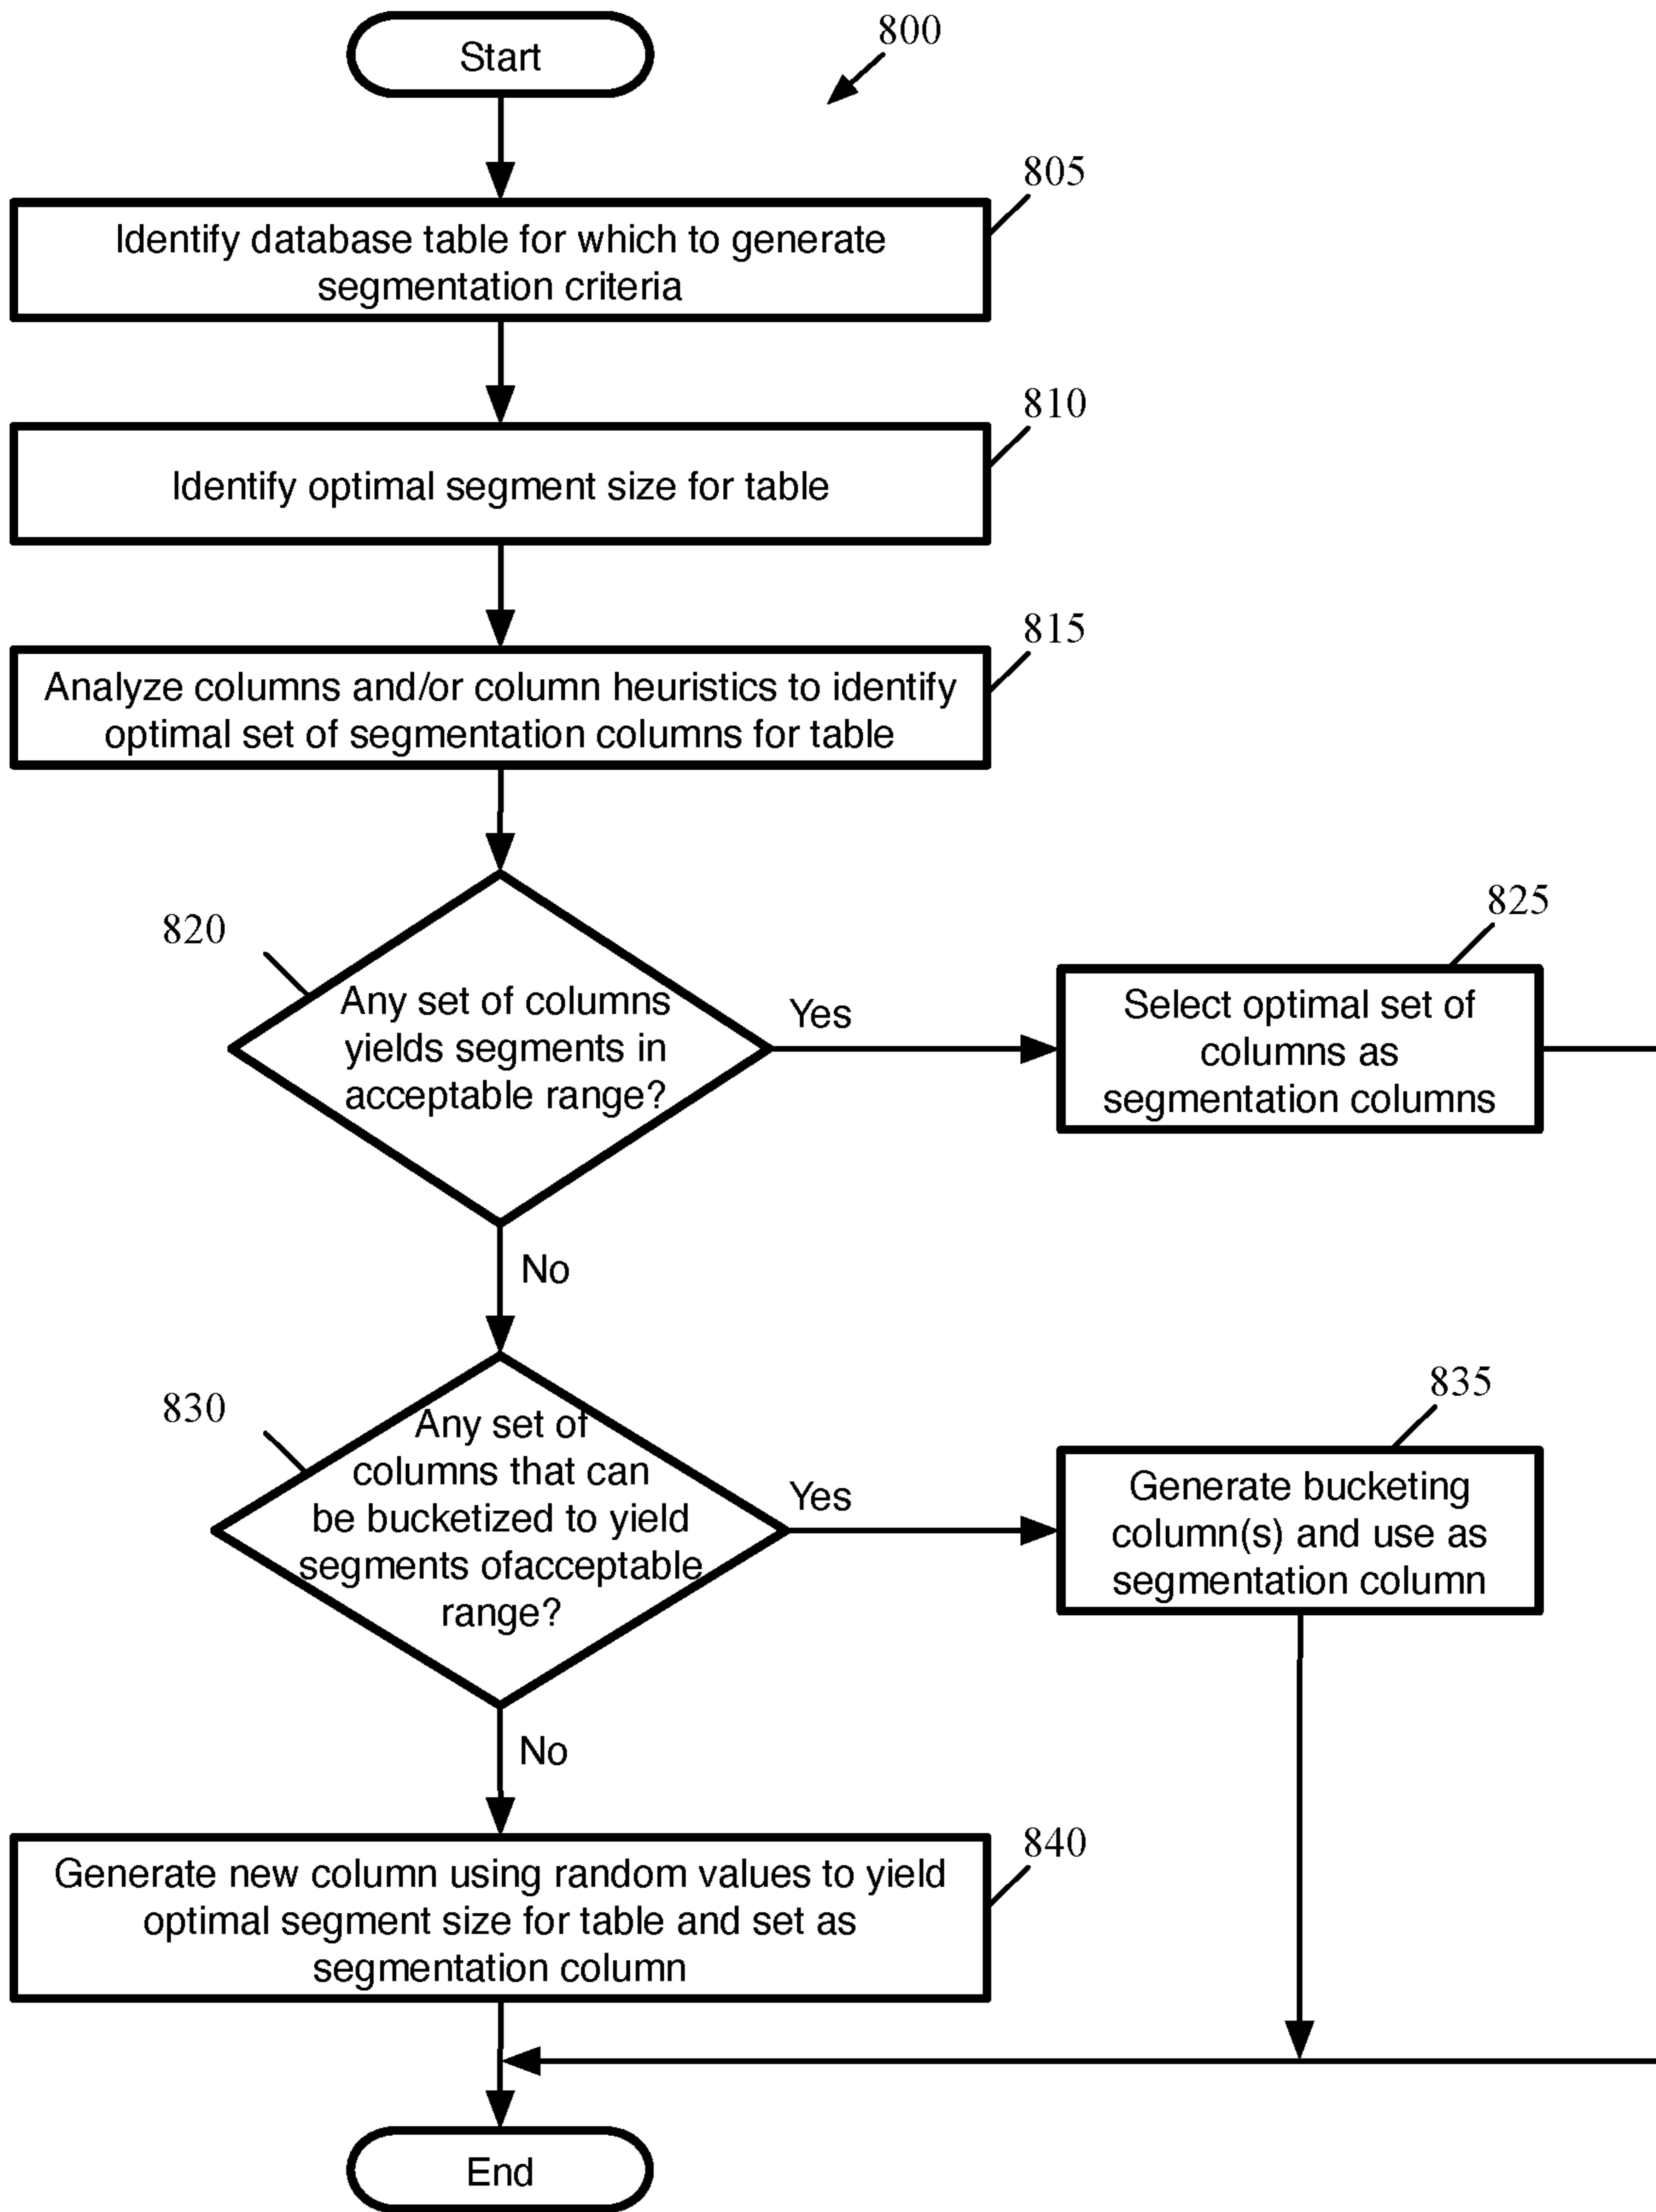 Start
800
805
Identify database table for which to generate
segmentation criteria
810
Identify optimal segment size for table
815
Analyze columns and/or column heuristics to identify
optimal set of segmentation columns for table
820
Any set of columns
yields segments in
acceptable range?
Yes
825
Select optimal set of
columns as
segmentation columns
No
830
Any set of
columns that can
be bucketized to yield
segments ofacceptable
range?
Yes
835
Generate bucketing
column(s) and use as
segmentation column
No
840
Generate new column using random values to yield
optimal segment size for table and set as
segmentation column
End